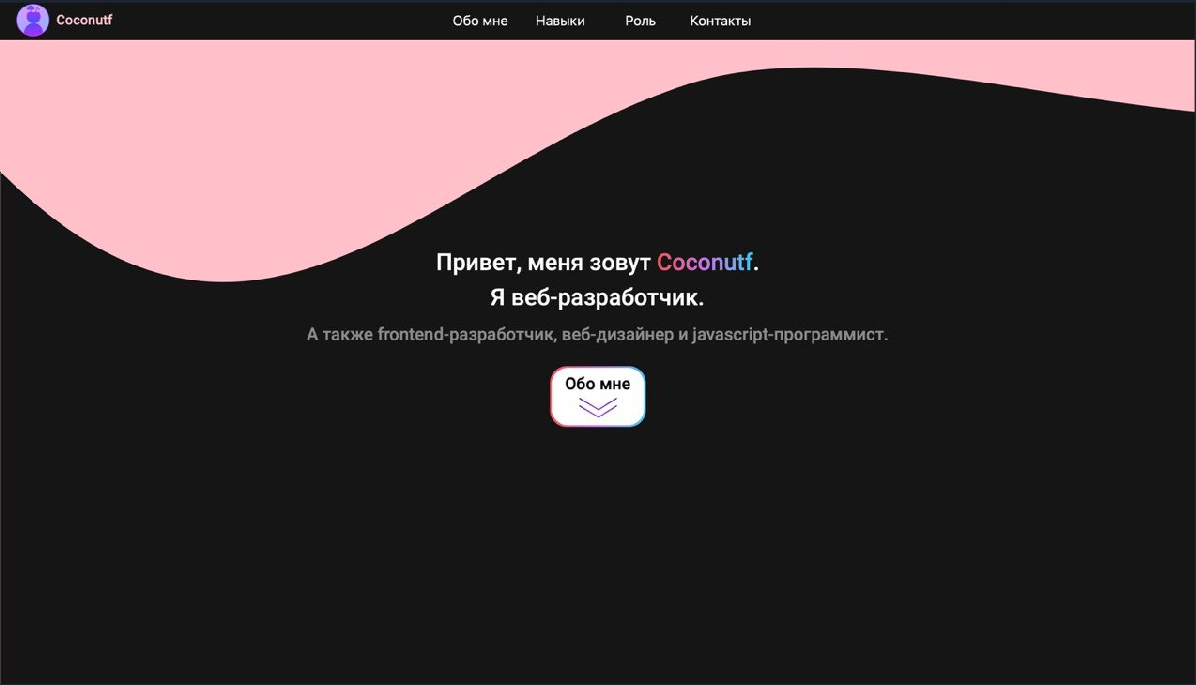 Coconutf
Обо мне Навыки Роль Контакты
Привет, меня зовут Coconutf.
Я веб-разработчик.
А также frontend-разработчик, веб-дизайнер и javascript-программист.
Обо мне